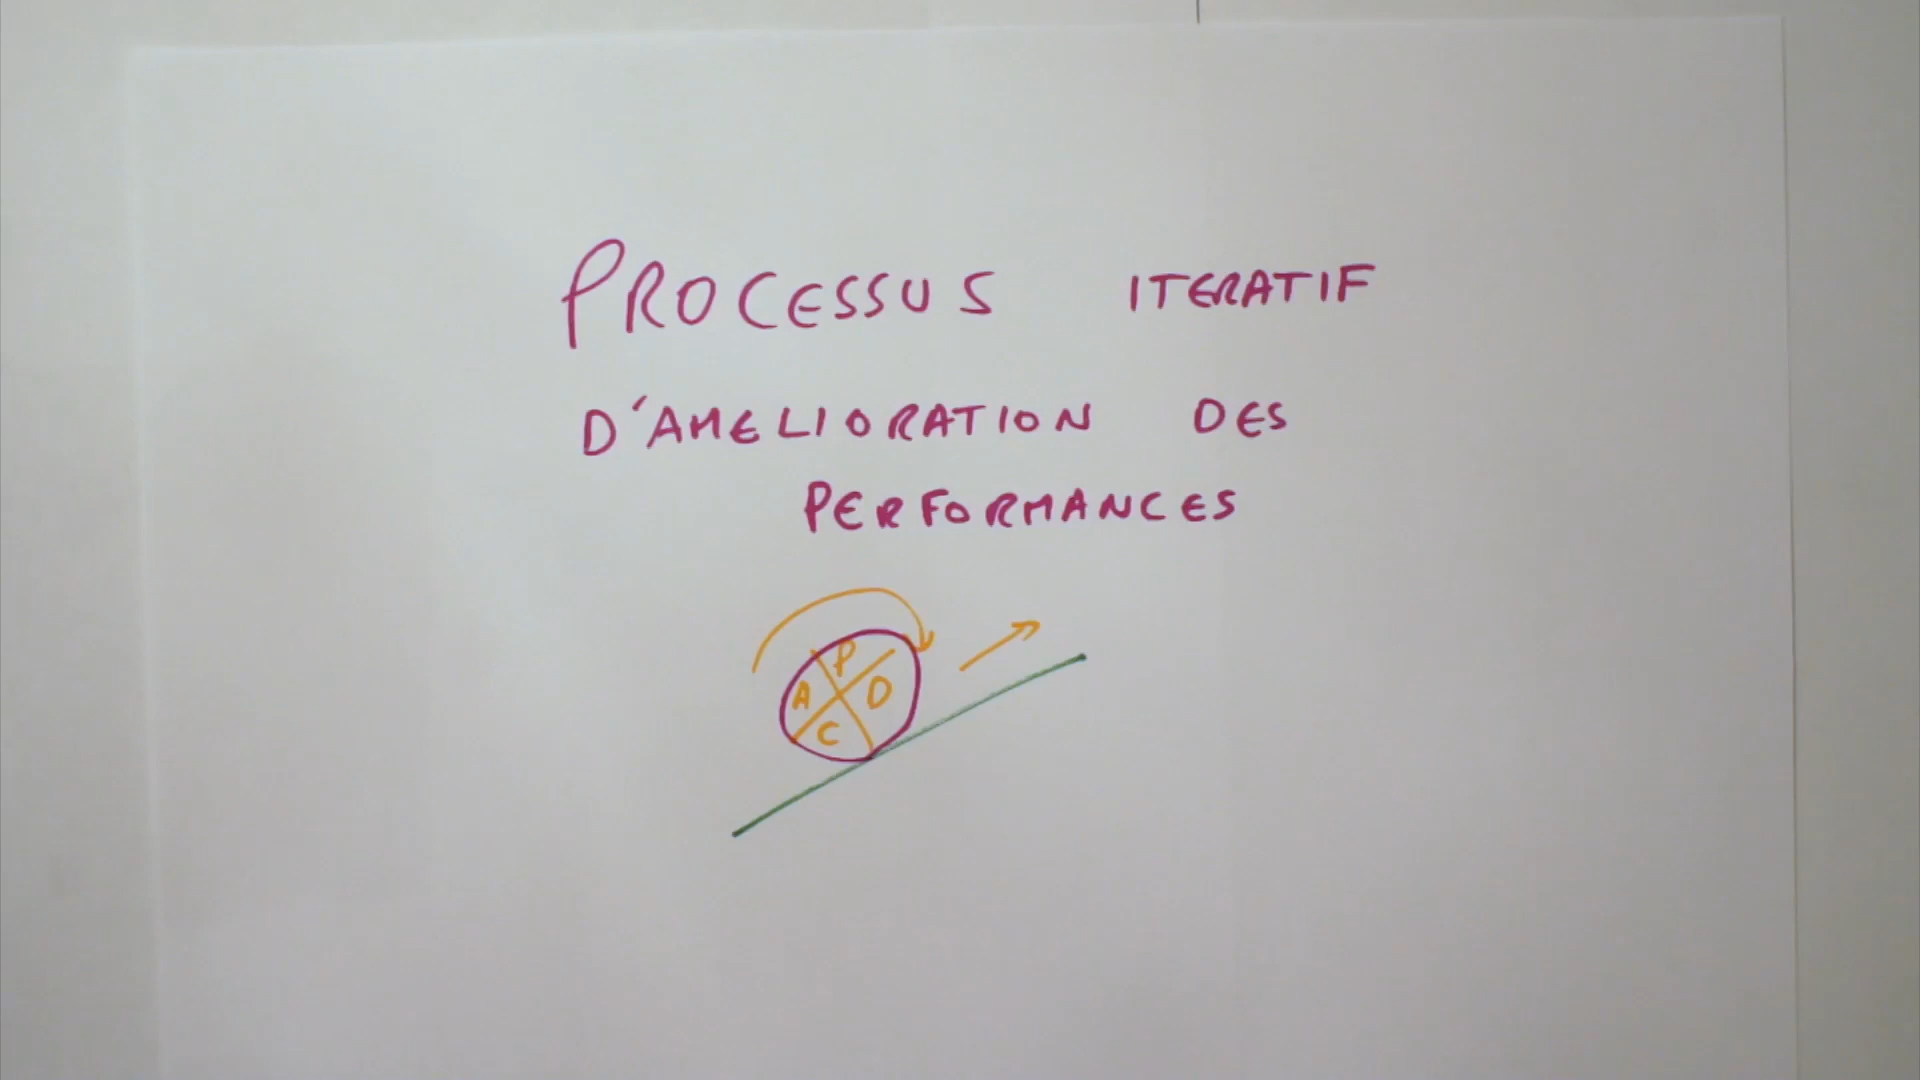 PROCESSUS ITERATIF
D'AMELIORATION DES
PERFORMANCES
P
A D
C